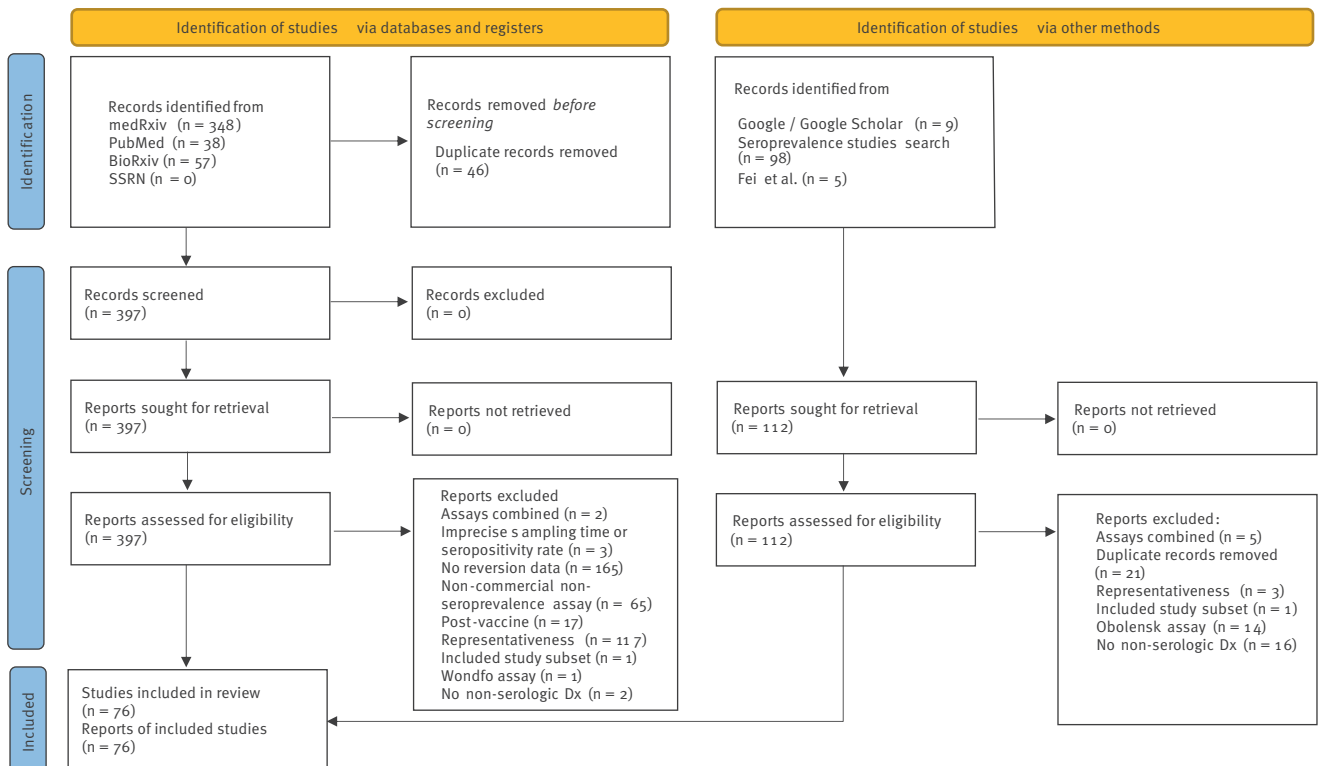 Identification of studies via databases and registers
Identification of studies via other methods
Identification
Records identified from
medRxiv (n = 348)
PubMed (n = 38)
BioRxiv (n = 57)
SSRN (n = 0)
Records removed before
screening
Duplicate records removed
(n = 46)
Records identified from
Google / Google Scholar (n = 9)
Seroprevalence studies search
(n = 98)
Fei et al. (n = 5)
Screening
Records screened
(n = 397)
Records excluded
(n = 0)
Reports sought for retrieval
(n = 397)
Reports not retrieved
(n = 0)
Reports sought for retrieval
(n = 112)
Reports not retrieved
(n = 0)
Reports assessed for eligibility
(n = 397)
Reports excluded
Assays combined (n = 2)
Imprecise s ampling time or
seropositivity rate (n = 3)
No reversion data (n = 165)
Non-commercial non-
seroprevalence assay (n = 65)
Post-vaccine (n = 17)
Representativeness (n = 11 7)
Included study subset (n = 1)
Wondfo assay (n = 1)
No non-serologic Dx (n = 2)
Reports assessed for eligibility
(n = 112)
Reports excluded:
Assays combined (n = 5)
Duplicate records removed
(n = 21)
Representativeness (n = 3)
Included study subset (n = 1)
Obolensk assay (n = 14)
No non-serologic Dx (n = 16)
Included
Studies included in review
(n = 76)
Reports of included studies
(n = 76)